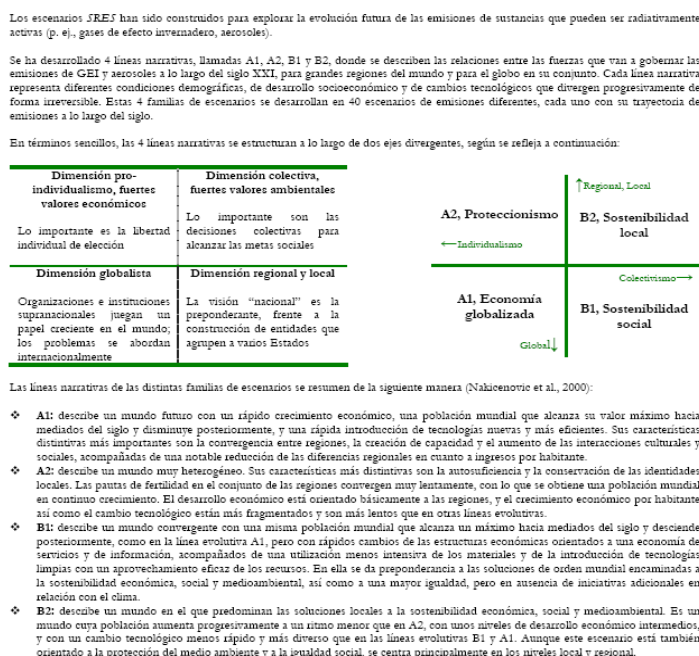 Los escenarios SRES han sido construidos para explorar la evolución futura de las emisiones de sustancias que pueden ser radiativamente
activas (p. ej., gases de efecto invernadero, aerosoles).
Se ha desarrollado 4 líneas narrativas, llamadas A1, A2, B1 y B2, donde se describen las relaciones entre las fuerzas que van a gobernar las
emisiones de GEI y aerosoles a lo largo del siglo XXI, para grandes regiones del mundo y para el globo en su conjunto. Cada línea narrativa
representa diferentes condiciones demográficas, de desarrollo socioeconómico y de cambios tecnológicos que divergen progresivamente de
forma irreversible. Estas 4 familias de escenarios se desarrollan en 40 escenarios de emisiones diferentes, cada uno con su trayectoria de
emisiones a lo largo del siglo.
En términos sencillos, las 4 líneas narrativas se estructuran a lo largo de dos ejes divergentes, según se refleja a continuación:
Dimensión pro-
individualismo, fuertes
valores económicos
Lo importante es la libertad
individual de elección
Dimensión colectiva,
fuertes valores ambientales
Lo importante son las
decisiones colectivas para
alcanzar las metas sociales
Dimensión globalista
Organizaciones e instituciones
supranacionales juegan un
papel creciente en el mundo;
los problemas se abordan
internacionalmente
Dimensión regional y local
La visión “nacional” es la
preponderante, frente a la
construcción de entidades que
agrupen a varios Estados
↑Regional, Local
A2, Proteccionismo
←Individualismo
B2, Sostenibilidad
local
Colectivismo→
A1, Economía
globalizada
Global↓
B1, Sostenibilidad
social
Las líneas narrativas de las distintas familias de escenarios se resumen de la siguiente manera (Nakicenovic et al., 2000):
❖ A1: describe un mundo futuro con un rápido crecimiento económico, una población mundial que alcanza su valor máximo hacia
mediados del siglo y disminuye posteriormente, y una rápida introducción de tecnologías nuevas y más eficientes. Sus características
distintivas más importantes son la convergencia entre regiones, la creación de capacidad y el aumento de las interacciones culturales y
sociales, acompañadas de una notable reducción de las diferencias regionales en cuanto a ingresos por habitante.
❖ A2: describe un mundo muy heterogéneo. Sus características más distintivas son la autosuficiencia y la conservación de las identidades
locales. Las pautas de fertilidad en el conjunto de las regiones convergen muy lentamente, con lo que se obtiene una población mundial
en continuo crecimiento. El desarrollo económico está orientado básicamente a las regiones, y el crecimiento económico por habitante
así como el cambio tecnológico están más fragmentados y son más lentos que en otras líneas evolutivas.
❖ B1: describe un mundo convergente con una misma población mundial que alcanza un máximo hacia mediados del siglo y desciende
posteriormente, como en la línea evolutiva A1, pero con rápidos cambios de las estructuras económicas orientados a una economía de
servicios y de información, acompañados de una utilización menos intensiva de los materiales y de la introducción de tecnologías
limpias con un aprovechamiento eficaz de los recursos. En ella se da preponderancia a las soluciones de orden mundial encaminadas a
la sostenibilidad económica, social y medioambiental, así como a una mayor igualdad, pero en ausencia de iniciativas adicionales en
relación con el clima.
❖ B2: describe un mundo en el que predominan las soluciones locales a la sostenibilidad económica, social y medioambiental. Es un
mundo cuya población aumenta progresivamente a un ritmo menor que en A2, con unos niveles de desarrollo económico intermedios,
y con un cambio tecnológico menos rápido y más diverso que en las líneas evolutivas B1 y A1. Aunque este escenario está también
orientado a la protección del medio ambiente y a la igualdad social, se centra principalmente en los niveles local y regional.